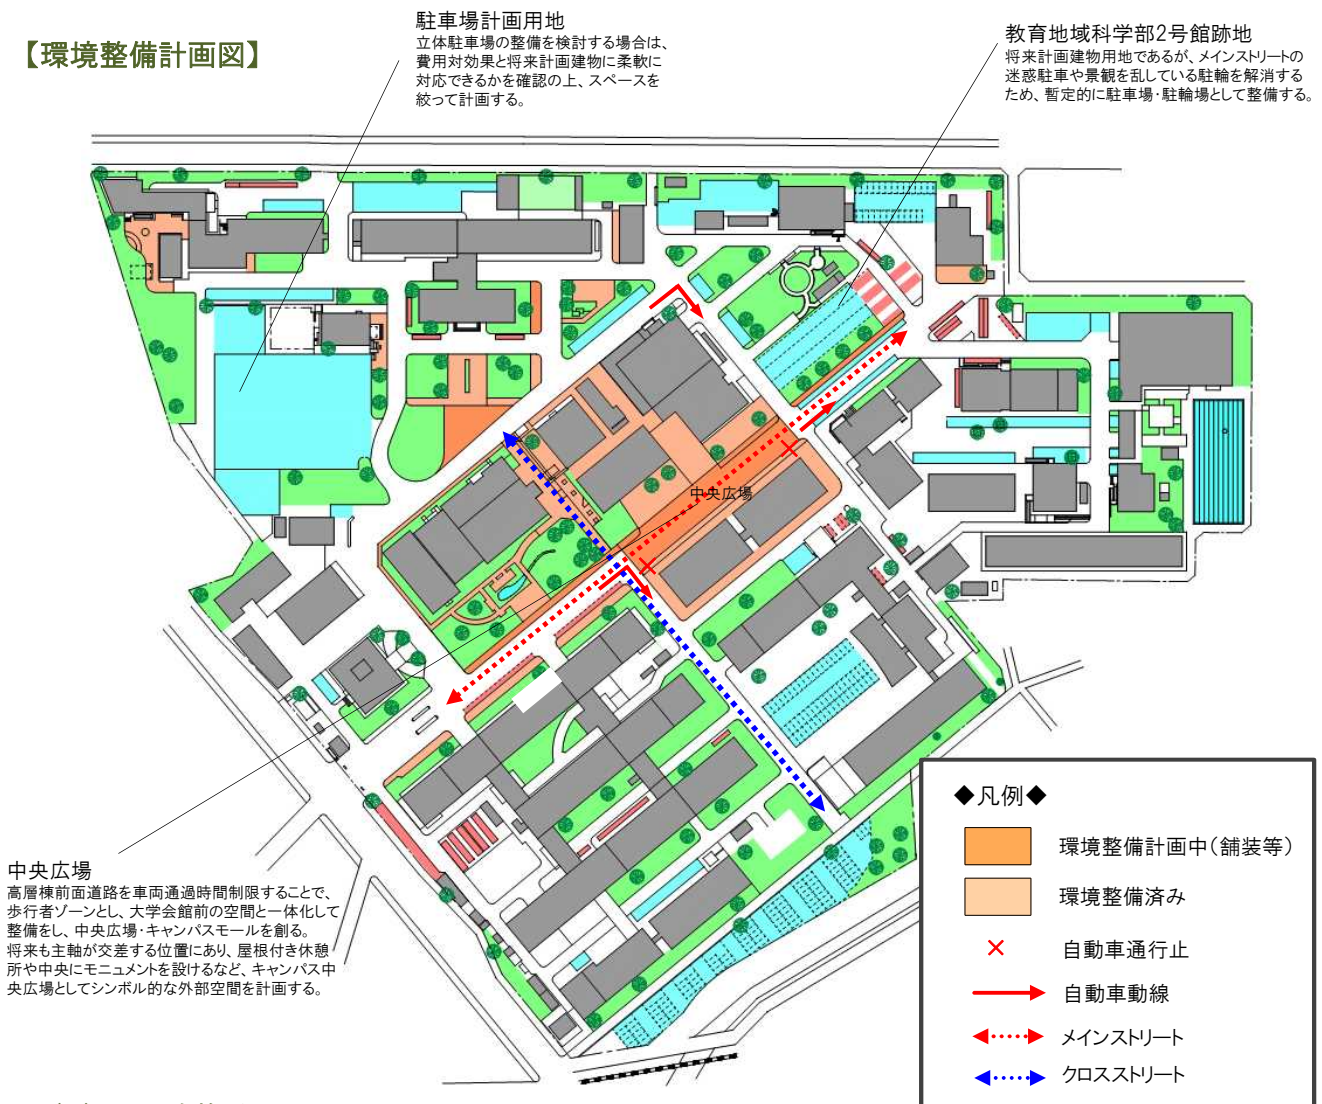 【環境整備計画図】
駐車場計画用地
立体駐車場の整備を検討する場合は、
費用対効果と将来計画建物に柔軟に
対応できるかを確認の上、スペースを
絞って計画する。
教育地域科学部2号館跡地
将来計画建物用地であるが、メインストリートの
迷惑駐車や景観を乱している駐輪を解消する
ため、暫定的に駐車場・駐輪場として整備する。
中央広場
中央広場
高層棟前面道路を車両通過時間制限することで、
歩行者ゾーンとし、大学会館前の空間と一体化して
整備をし、中央広場・キャンパスモールを創る。
将来も主軸が交差する位置にあり、屋根付き休憩
所や中央にモニュメントを設けるなど、キャンパス中
央広場としてシンボル的な外部空間を計画する。
◆凡例◆
環境整備計画中(舗装等)
環境整備済み
自動車通行止
自動車動線
メインストリート
クロスストリート